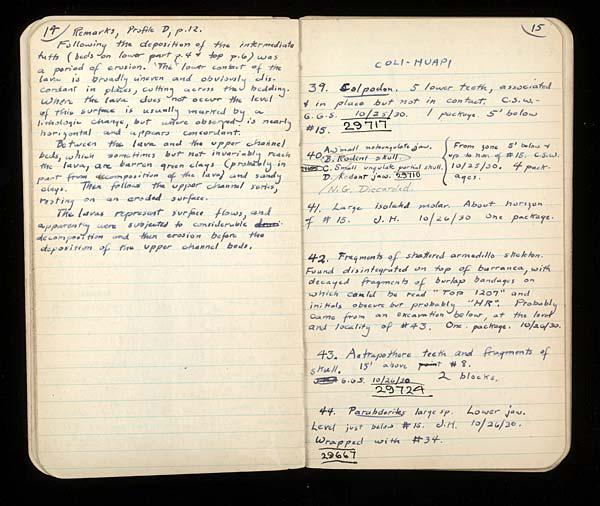 14 Remarks, Profile D, p.12.
Following the deposition of the intermediate
tuffs (beds on lower part p.4 & top p.6) was
a period of erosion. The lower contact of the
lava is broadly uneven and obviously dis-
cordant in places, cutting across the bedding.
Where the lava does not occur the level
of this surface is usually marked by a
lithologic change, but where observed is nearly
horizontal and appears concordant.
Between the lava and the upper channel
beds, which sometimes but not invariably reach
the lava, are barren green clays (probably in
part from decomposition of the lava) and sandy
clays. Then follows the upper channel series,
resting on an eroded surface.
The lavas represent surface flows, and
apparently were subjected to considerable
decomposition and then erosion before the
deposition of the upper channel beds.
15
COLI-HUAPI
39. Colpodon. 5 lower teeth, associated
& in place but not in contact. C.S.W.-
G.G.S. 10/25/30. 1 package. 5' below
#15. 29717
40. A. Small notoungulate jaw.
B. Rodent skull
C. Small ungulate partial skull.
D. Rodent jaw. 29710
N.G. Discarded.
From zone 5' below &
up to hor. of #15. C.S.W.
10/25/30. 4 pack-
ages.
41. Large isolated molar. About horizon
of #15. J.H. 10/26/30 One package.
42. Fragments of shattered armadillo skeleton.
Found disintegrated on top of barranca, with
decayed fragments of burlap bandages on
which could be read "TOP 1207" and
initials obscure but probably "HR". Probably
came from an excavation below, at the level
and locality of #43. One package. 10/26/30.
43. Astrapothere teeth and fragments of
skull. 15' above point #8.
G.G.S. 10/26/30 2 blocks.
29724
44. Parabderites large sp. Lower jaw.
Level just below #15. J.H. 10/26/30.
Wrapped with #34.
29667